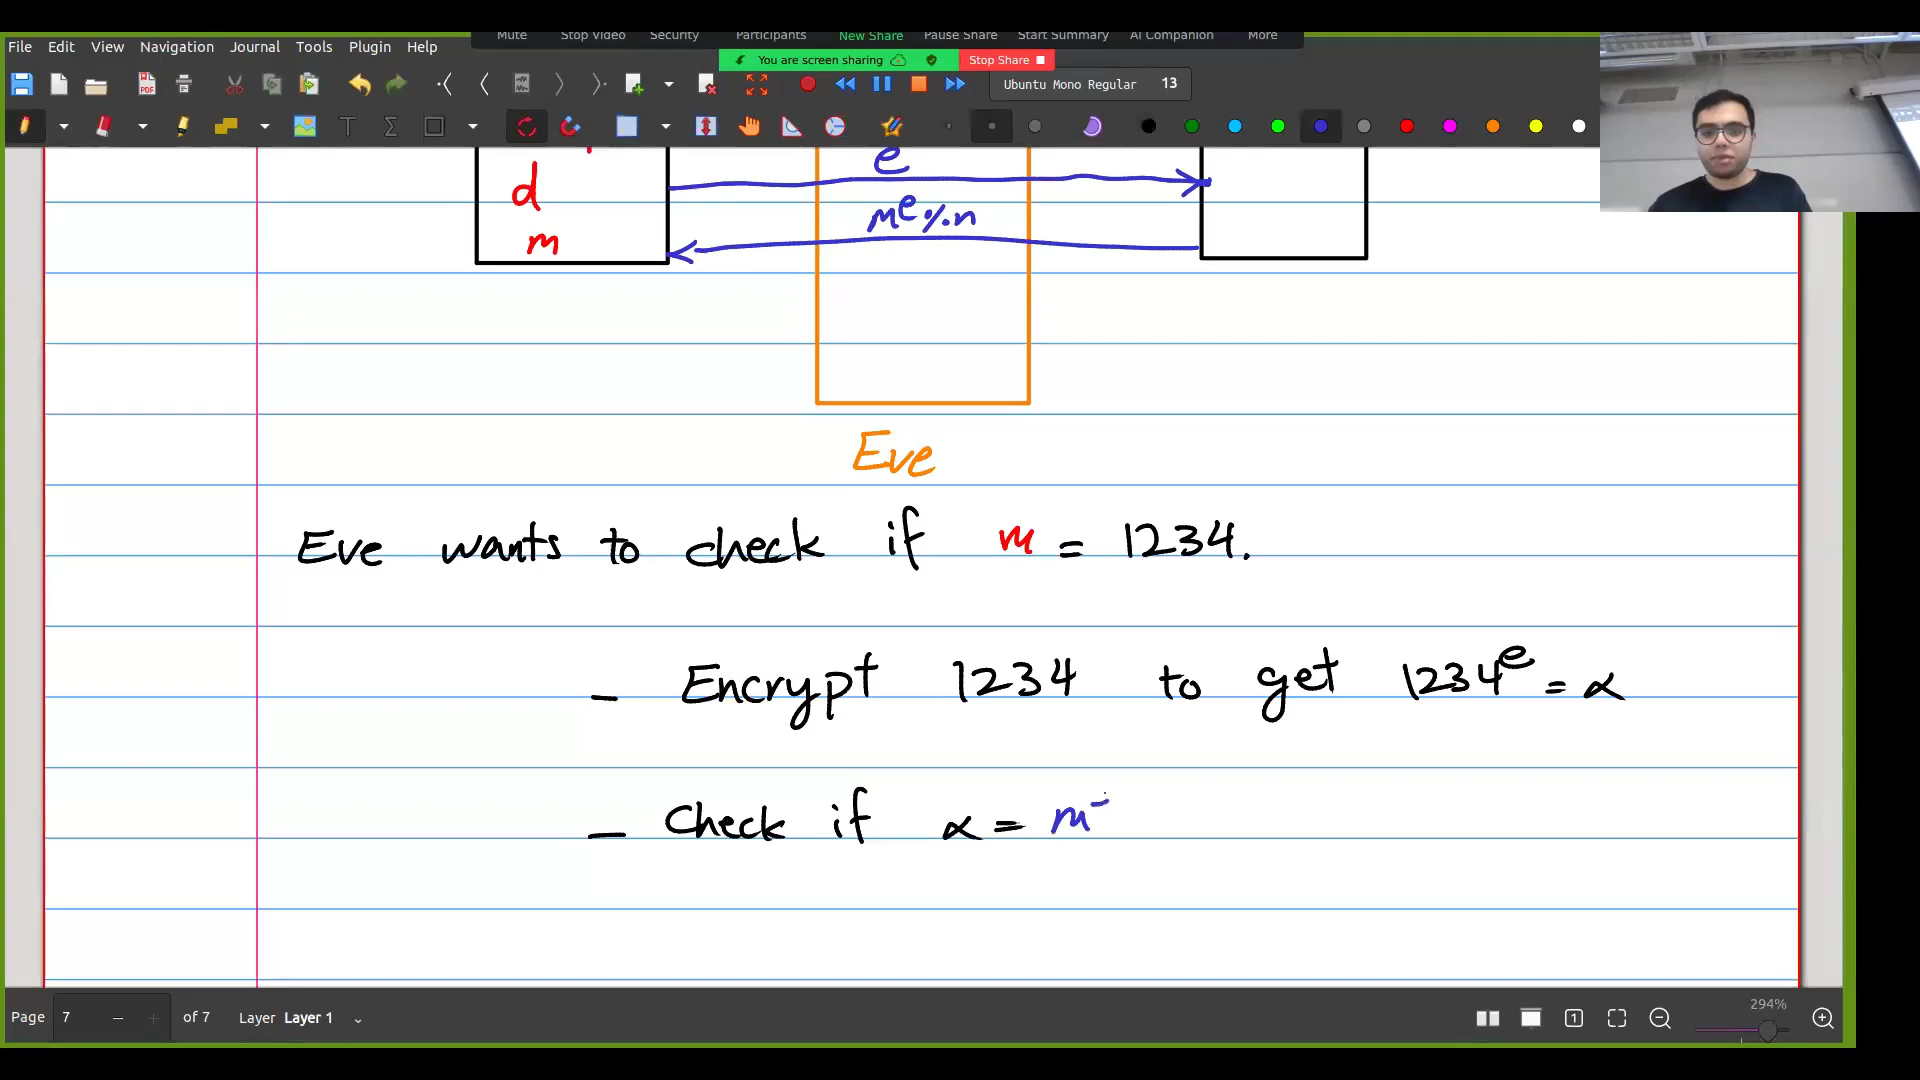 Mute Stop Video Security Participants New Share Pause Share Start Summary AI Companion More
File Edit View Navigation Journal Tools Plugin Help
You are screen sharing Stop Share
Ubuntu Mono Regular 13
e
d
m^e % n
m
Eve
Eve wants to check if m = 1234.
- Encrypt 1234 to get 1234^e = α
- Check if α = m
Page 7 of 7 Layer Layer 1
294%